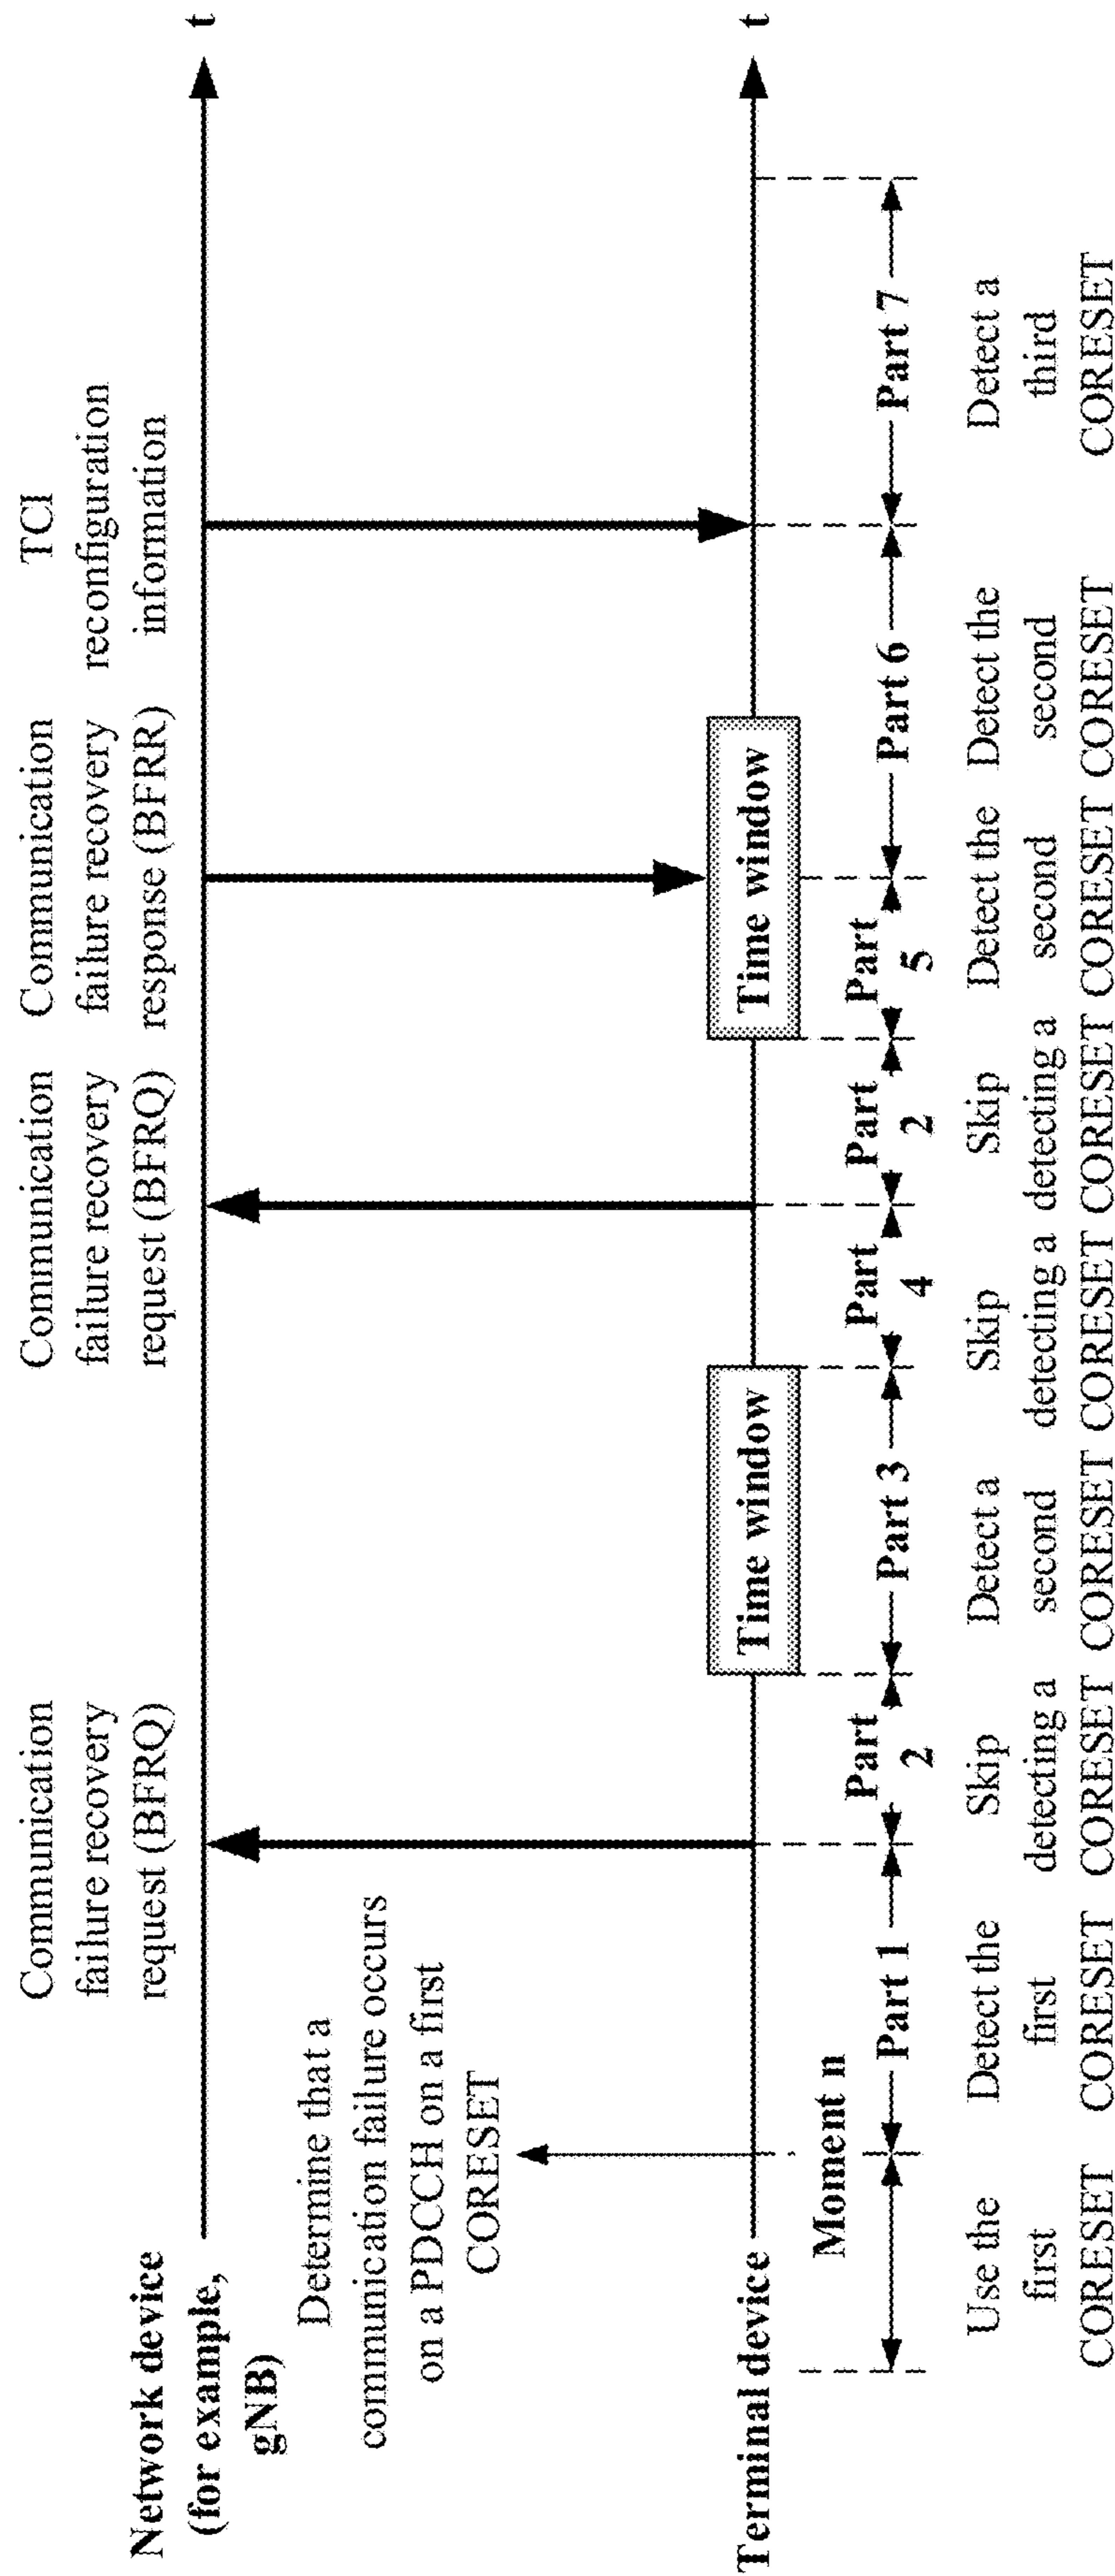 Communication
failure recovery
request (BFRQ)
Communication
failure recovery
request (BFRQ)
Communication
failure recovery
response (BFRR)
TCI
reconfiguration
information
Network device
(for example,
gNB)
t
Determine that a
communication failure occurs
on a PDCCH on a first
CORESET
Terminal device
Time window
Time window
t
Moment n
Part 1
Part
2
Part 3
Part
4
Part
2
Part
5
Part 6
Part 7
Use the
first
CORESET
Detect the
first
CORESET
Skip
detecting a
CORESET
Detect a
second
CORESET
Skip
detecting a
CORESET
Skip
detecting a
CORESET
Detect the
second
CORESET
Detect the
second
CORESET
Detect a
third
CORESET